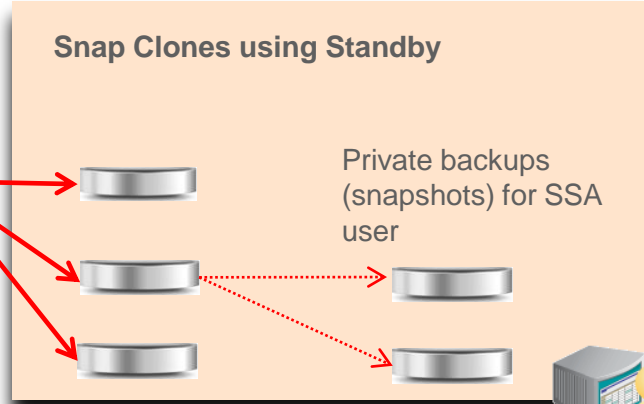 Snap Clones using Standby
Private backups
(snapshots) for SSA
user